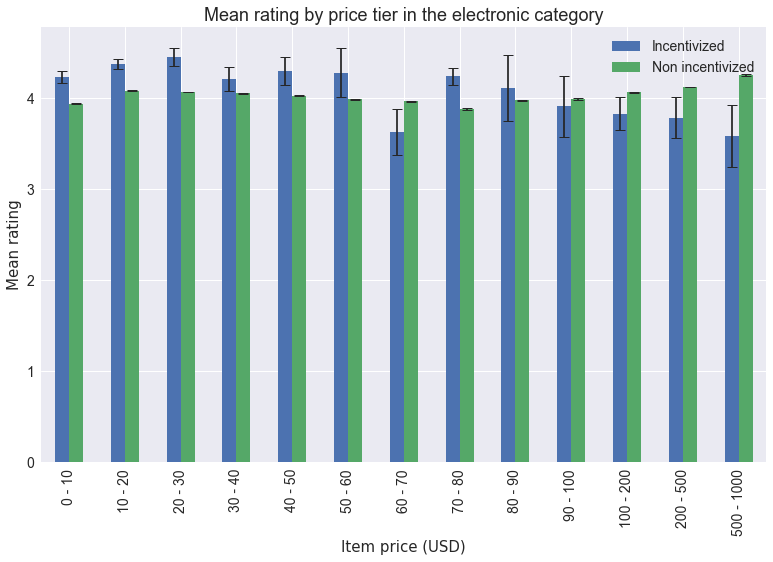 Mean rating by price tier in the electronic category
Incentivized
Non incentivized
Mean rating
4
3
2
1
0
0 - 10
10 - 20
20 - 30
30 - 40
40 - 50
50 - 60
60 - 70
70 - 80
80 - 90
90 - 100
100 - 200
200 - 500
500 - 1000
Item price (USD)